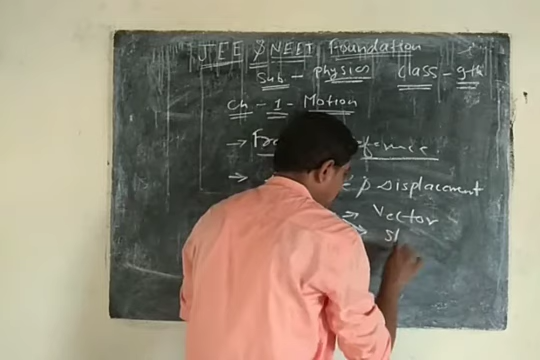 JEE & NEET Foundation
Sub - physics class - 9th
ch - 1 - Motion
→
→ & Displacement
→ Vector
→